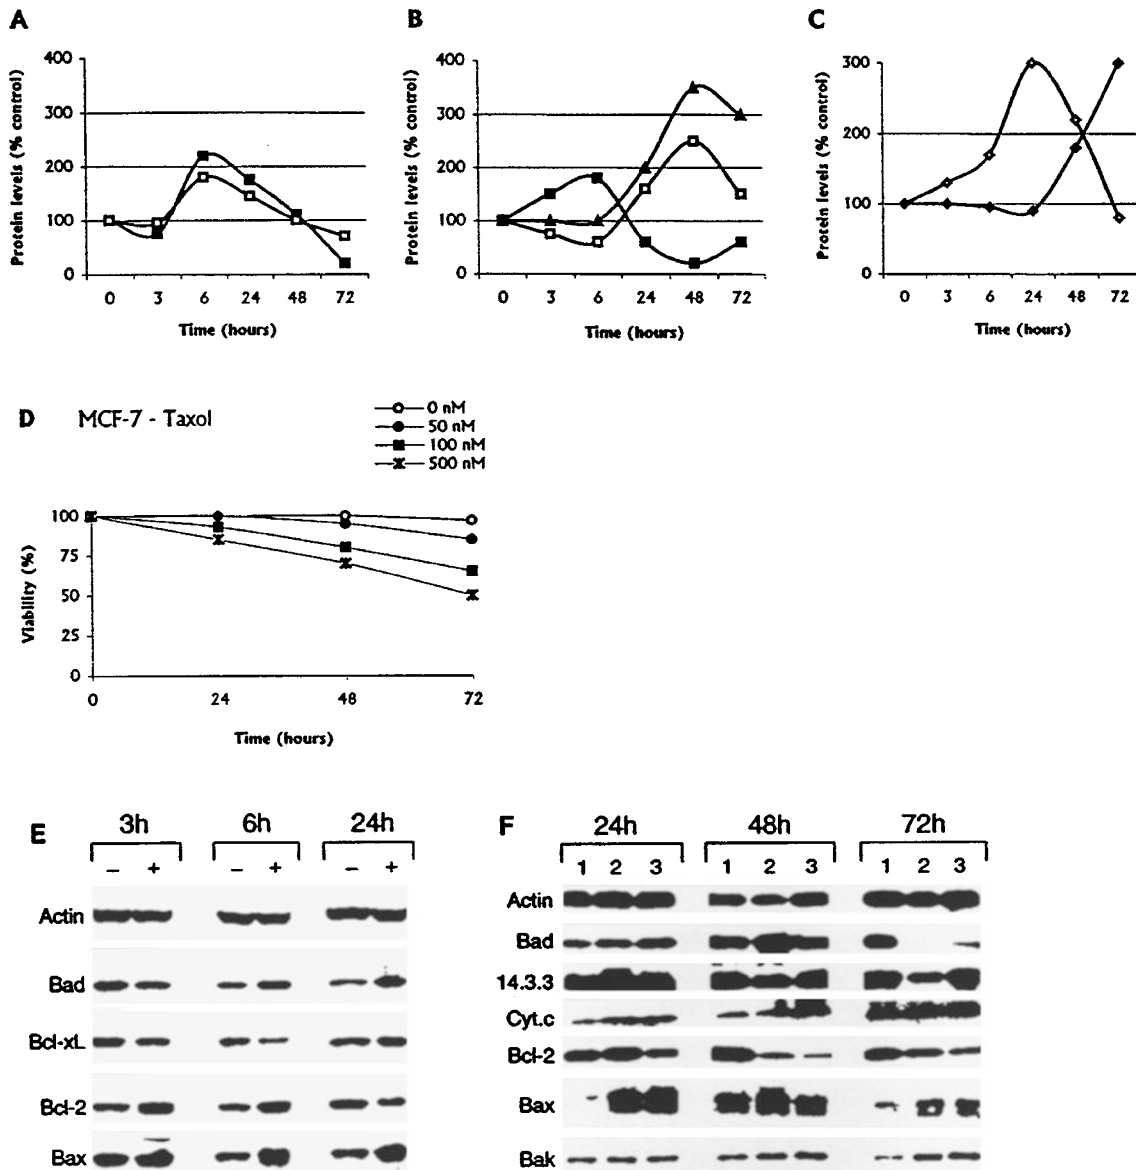 A
B
C
Protein levels (% control)
400
300
200
100
0
0 3 6 24 48 72
Time (hours)
Protein levels (% control)
400
300
200
100
0
0 3 6 24 48 72
Time (hours)
Protein levels (% control)
300
200
100
0
0 3 6 24 48 72
Time (hours)
D MCF-7 - Taxol
0 nM
50 nM
100 nM
500 nM
Viability (%)
100
75
50
25
0
0 24 48 72
Time (hours)
E 3h 6h 24h
– + – + – +
Actin
Bad
Bcl-xL
Bcl-2
Bax
F 24h 48h 72h
1 2 3 1 2 3 1 2 3
Actin
Bad
14.3.3
Cyt.c
Bcl-2
Bax
Bak